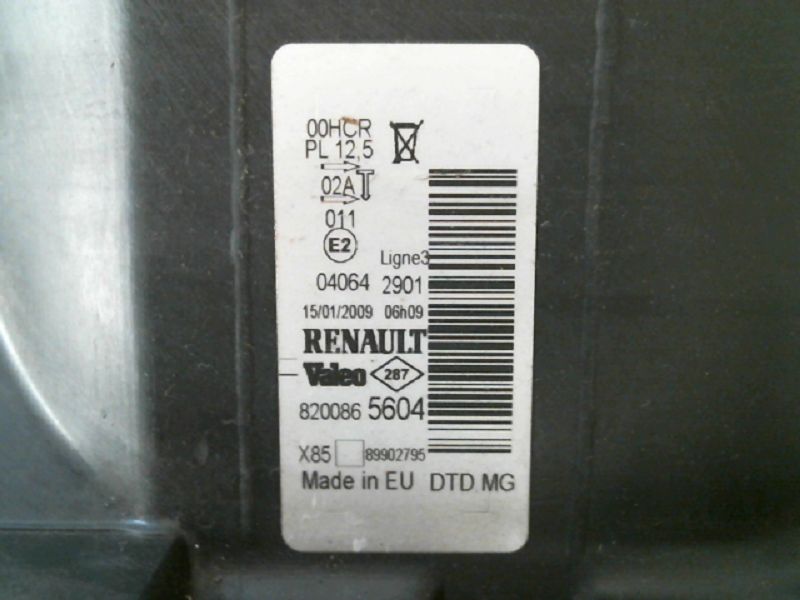 00HCR
PL 12,5
02A
011
E2
Ligne3
04064 2901
15/01/2009 06h09
RENAULT
Valeo 287
820086 5604
X85 89902795
Made in EU DTD MG